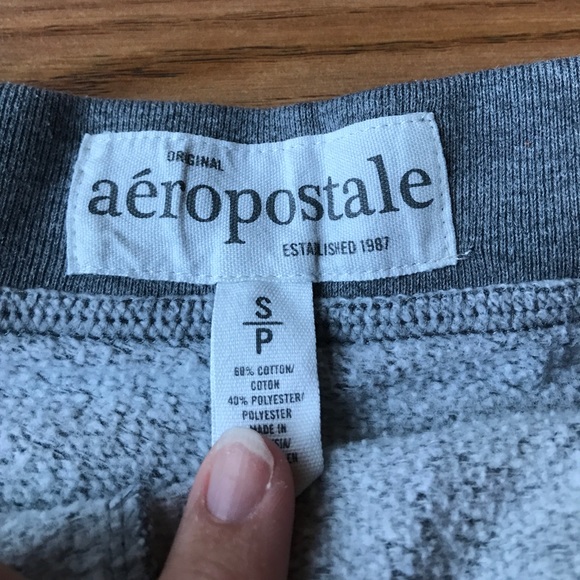 ORIGINAL
aéropostale
ESTABLISHED 1987
S
P
60% COTTON/
COTON
40% POLYESTER/
POLYESTER
MADE IN